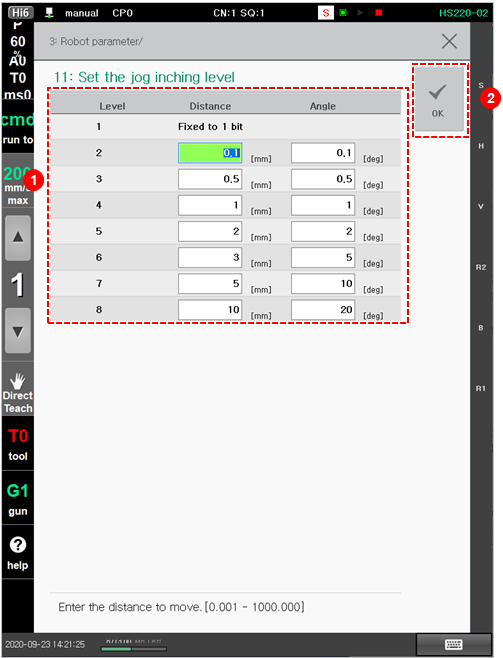 Hi6 manual CP0 CN:1 SQ:1 S HS220-02
P
60
%
AU
T0
ms0
cmd
run to
200
mm/s
max
1
Direct
Teach
T0
tool
G1
gun
help
3: Robot parameter/
11: Set the jog inching level
OK
1
2
Level Distance Angle
1 Fixed to 1 bit
2 0.1 [mm] 0.1 [deg]
3 0.5 [mm] 0.5 [deg]
4 1 [mm] 1 [deg]
5 2 [mm] 2 [deg]
6 3 [mm] 5 [deg]
7 5 [mm] 10 [deg]
8 10 [mm] 20 [deg]
S
H
V
R2
B
R1
Enter the distance to move. [0.001 - 1000.000]
2020-09-23 14:21:25